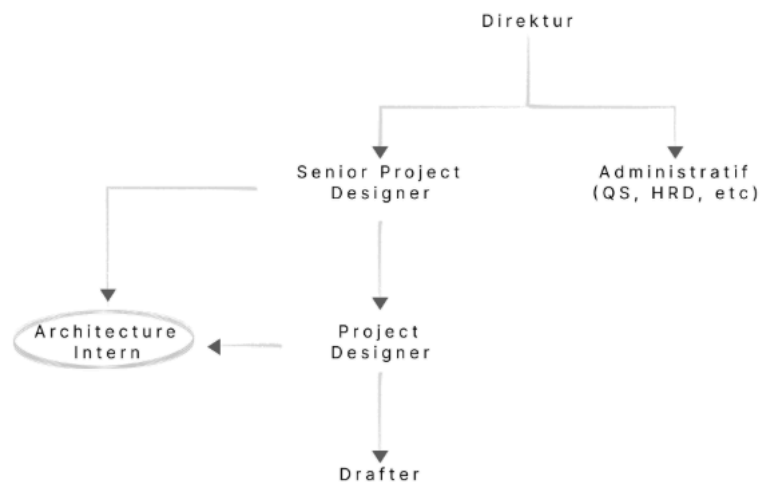 Direktur
Senior Project
Designer
Administratif
(QS, HRD, etc)
Architecture
Intern
Project
Designer
Drafter